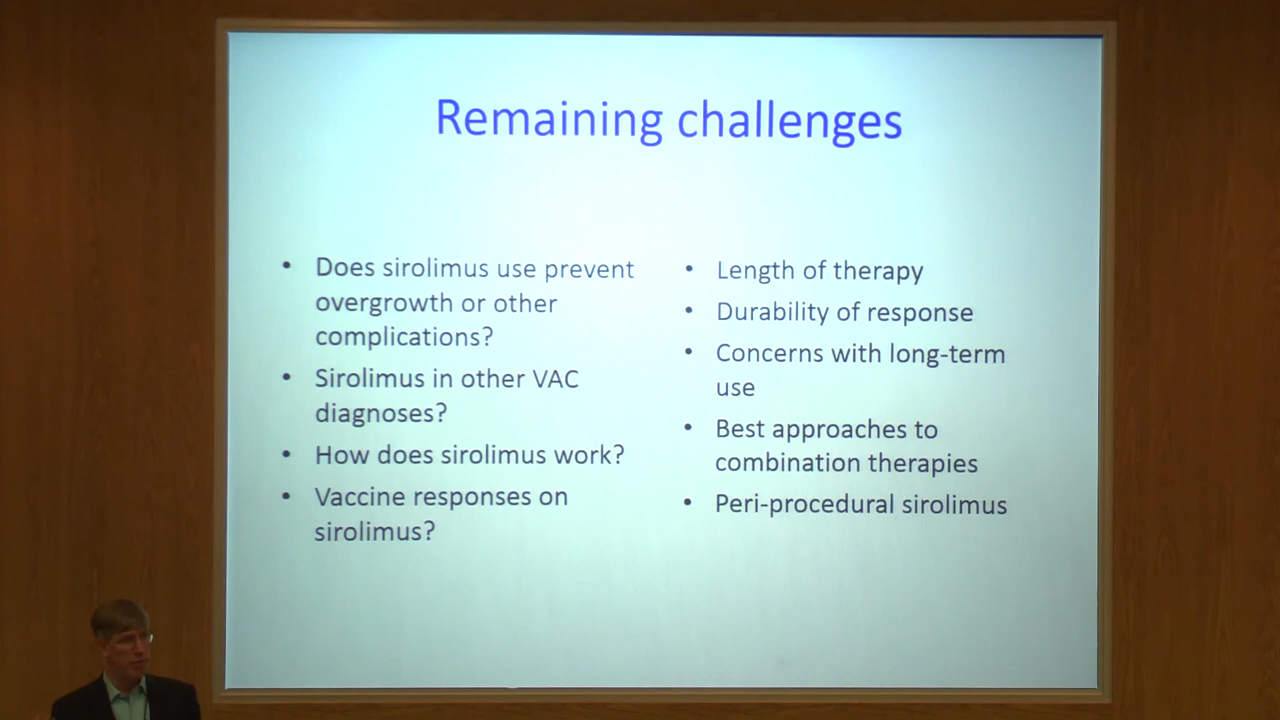 Remaining challenges
• Does sirolimus use prevent
overgrowth or other
complications?
• Sirolimus in other VAC
diagnoses?
• How does sirolimus work?
• Vaccine responses on
sirolimus?
• Length of therapy
• Durability of response
• Concerns with long-term
use
• Best approaches to
combination therapies
• Peri-procedural sirolimus